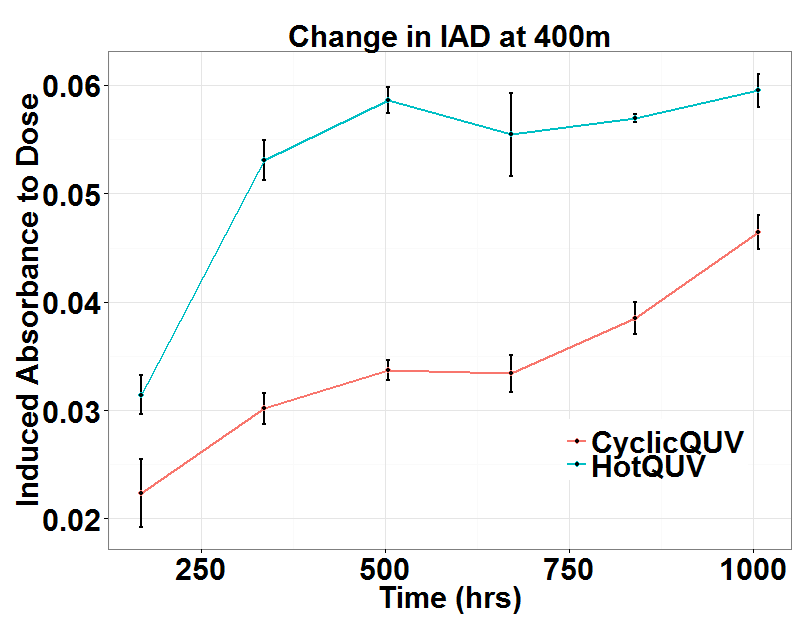 Change in IAD at 400m
Induced Absorbance to Dose
0.06
0.05
0.04
0.03
0.02
CyclicQUV
HotQUV
250 500 750 1000
Time (hrs)